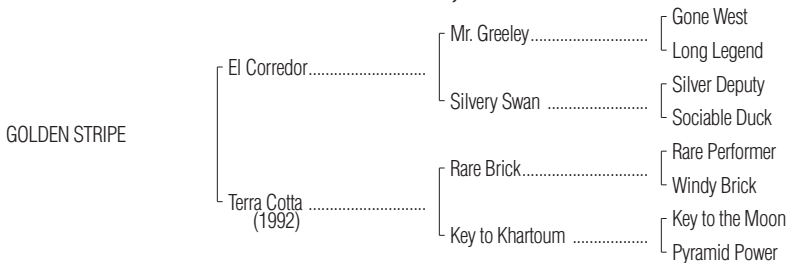 Gone West
Mr. Greeley
Long Legend
El Corredor
Silver Deputy
Silvery Swan
Sociable Duck
GOLDEN STRIPE
Rare Performer
Rare Brick
Windy Brick
Terra Cotta
(1992)
Key to the Moon
Key to Khartoum
Pyramid Power